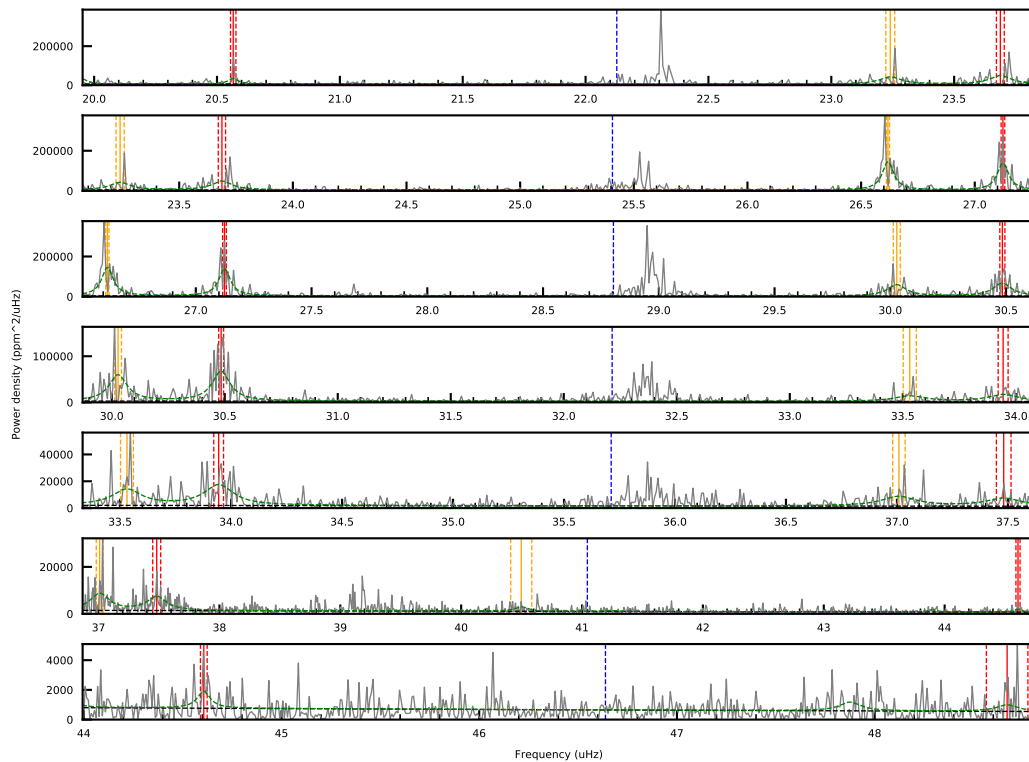 200000
0
20.0 20.5 21.0 21.5 22.0 22.5 23.0 23.5
200000
0
23.5 24.0 24.5 25.0 25.5 26.0 26.5 27.0
200000
0
27.0 27.5 28.0 28.5 29.0 29.5 30.0 30.5
Power density (ppm^2/uHz)
100000
0
30.0 30.5 31.0 31.5 32.0 32.5 33.0 33.5 34.0
40000
20000
0
33.5 34.0 34.5 35.0 35.5 36.0 36.5 37.0 37.5
20000
0
37 38 39 40 41 42 43 44
4000
2000
0
44 45 46 47 48
Frequency (uHz)